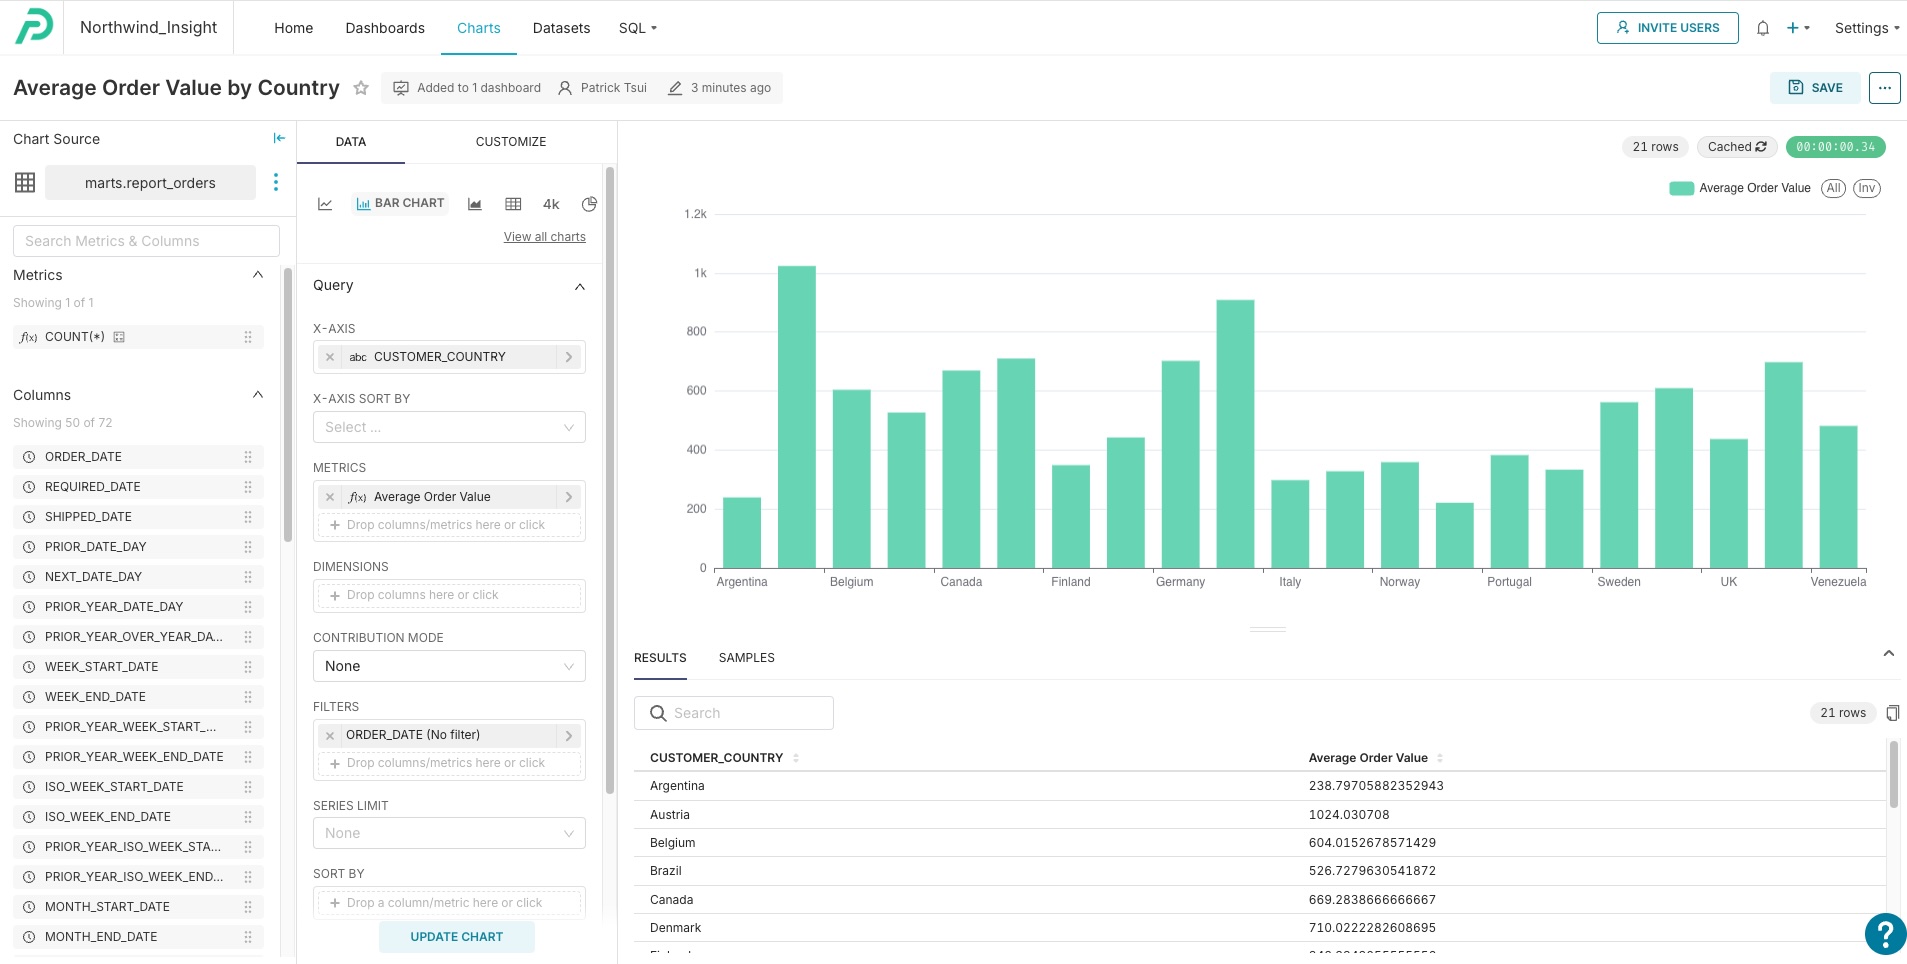 Northwind_Insight
Home
Dashboards
Charts
Datasets
SQL
INVITE USERS
Settings
Average Order Value by Country
Added to 1 dashboard
Patrick Tsui
3 minutes ago
SAVE
Chart Source
marts.report_orders
Search Metrics & Columns
Metrics
Showing 1 of 1
f(x) COUNT(*)
Columns
Showing 50 of 72
ORDER_DATE
REQUIRED_DATE
SHIPPED_DATE
PRIOR_DATE_DAY
NEXT_DATE_DAY
PRIOR_YEAR_DATE_DAY
PRIOR_YEAR_OVER_YEAR_DA...
WEEK_START_DATE
WEEK_END_DATE
PRIOR_YEAR_WEEK_START_...
PRIOR_YEAR_WEEK_END_DATE
ISO_WEEK_START_DATE
ISO_WEEK_END_DATE
PRIOR_YEAR_ISO_WEEK_STA...
PRIOR_YEAR_ISO_WEEK_END...
MONTH_START_DATE
MONTH_END_DATE
DATA
CUSTOMIZE
BAR CHART
4k
View all charts
Query
X-AXIS
abc CUSTOMER_COUNTRY
X-AXIS SORT BY
Select ...
METRICS
f(x) Average Order Value
+ Drop columns/metrics here or click
DIMENSIONS
+ Drop columns here or click
CONTRIBUTION MODE
None
FILTERS
ORDER_DATE (No filter)
+ Drop columns/metrics here or click
SERIES LIMIT
None
SORT BY
+ Drop a column/metric here or click
UPDATE CHART
21 rows
Cached
00:00:00.34
Average Order Value
All
Inv
1.2k
1k
800
600
400
200
0
Argentina
Belgium
Canada
Finland
Germany
Italy
Norway
Portugal
Sweden
UK
Venezuela
RESULTS
SAMPLES
Search
21 rows
CUSTOMER_COUNTRY
Average Order Value
Argentina 238.79705882352943
Austria 1024.030708
Belgium 604.0152678571429
Brazil 526.7279630541872
Canada 669.2838666666667
Denmark 710.0222282608695
?